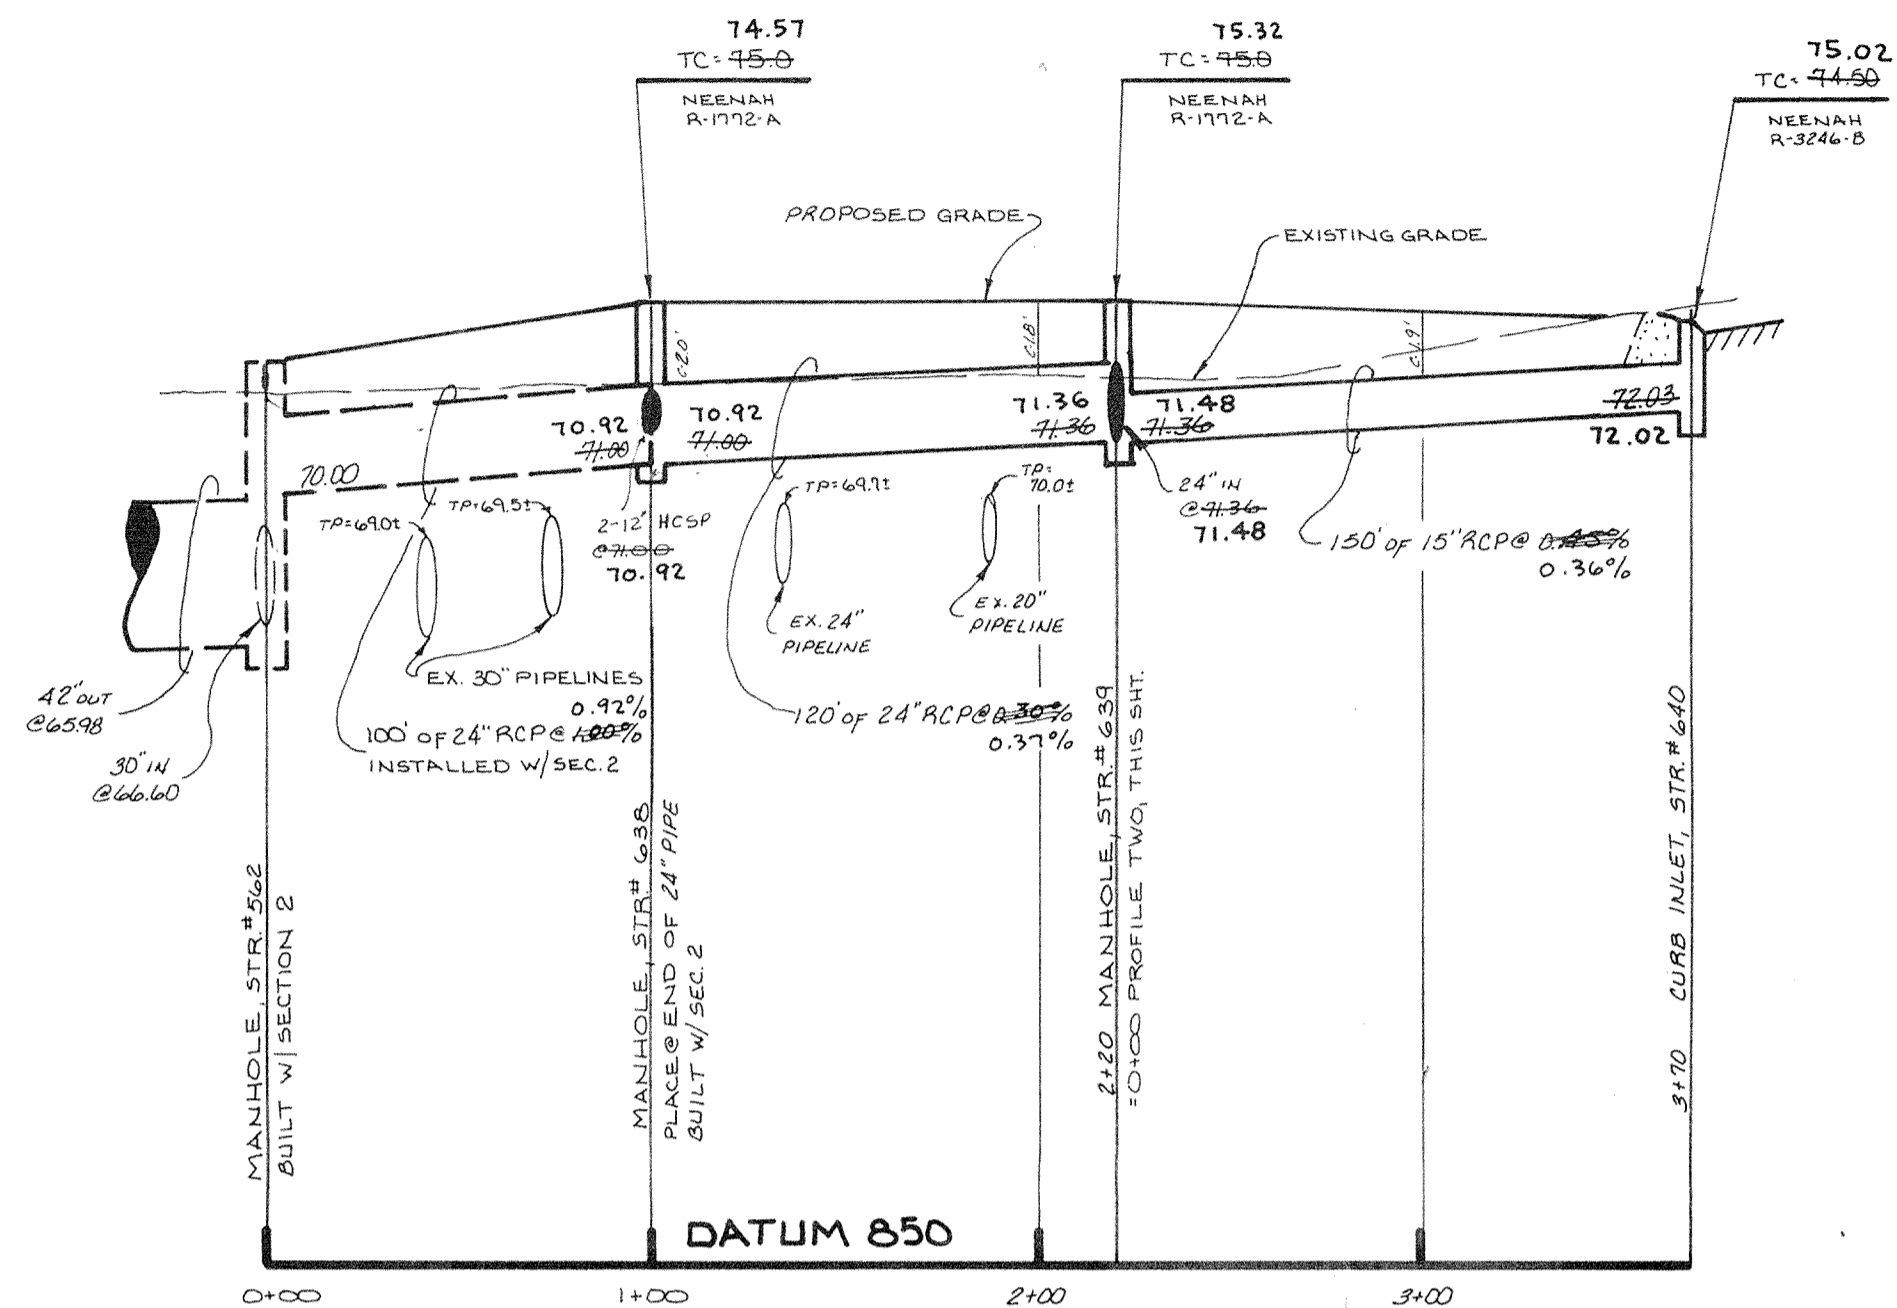 74.57
TC= 75.0
NEENAH
R-1772-A
75.32
TC= 75.0
NEENAH
R-1772-A
75.02
TC= 74.50
NEENAH
R-3246-B
PROPOSED GRADE
EXISTING GRADE
C-2.0'
C-1.8'
C-1.9'
70.92
71.00
70.92
71.00
71.36
71.36
71.48
71.36
72.03
72.02
70.00
TP=69.0±
TP=69.5±
2-12" HCSP
@71.00
70.92
TP=69.7±
TP=
70.0±
24" IN
@71.36
71.48
150' OF 15" RCP @ 0.45%
0.36%
EX. 24"
PIPELINE
EX. 20"
PIPELINE
EX. 30" PIPELINES
0.92%
100' OF 24" RCP @ 1.00%
INSTALLED W/SEC. 2
120' OF 24" RCP @ 0.30%
0.37%
42" OUT
@65.98
30" IN
@66.60
MANHOLE, STR.#562
BUILT W/SECTION 2
MANHOLE, STR.# 638
PLACE @ END OF 24" PIPE
BUILT W/SEC. 2
2+20 MANHOLE, STR.# 639
=0+00 PROFILE TWO, THIS SHT.
3+70 CURB INLET, STR.# 640
DATUM 850
0+00
1+00
2+00
3+00